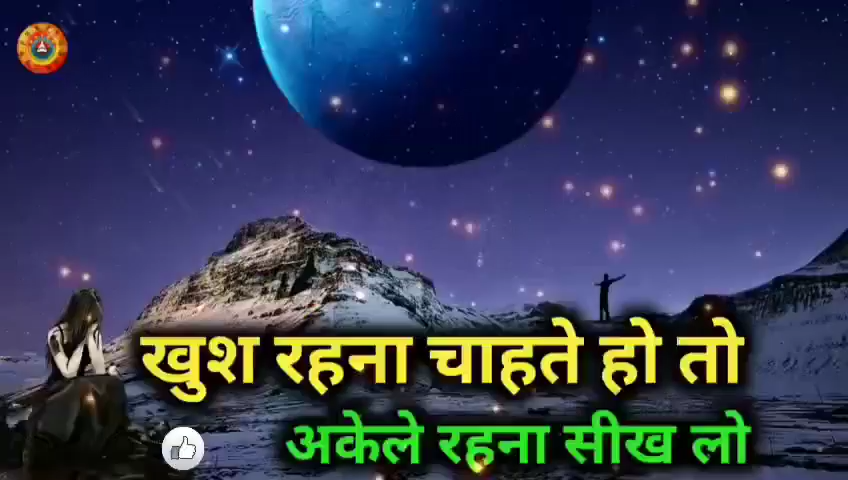 खुश रहना चाहते हो तो
अकेले रहना सीख लो